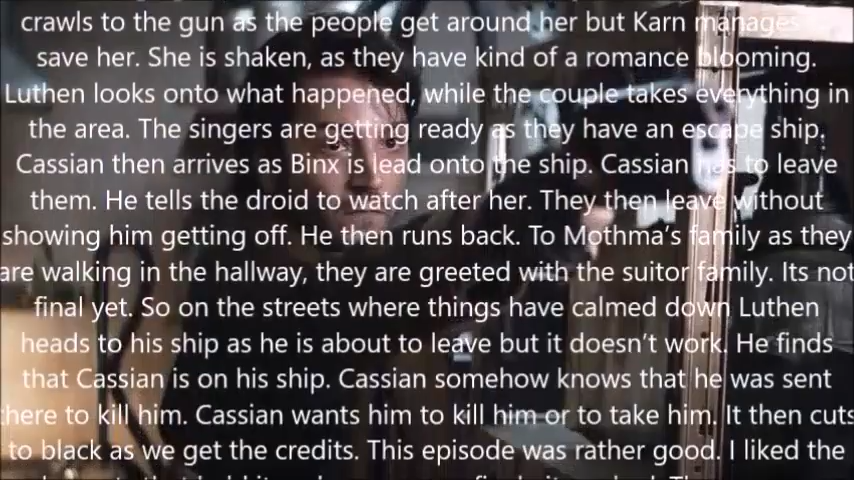 crawls to the gun as the people get around her but Karn manages
save her. She is shaken, as they have kind of a romance blooming.
Luthen looks onto what happened, while the couple takes everything in
the area. The singers are getting ready as they have an escape ship.
Cassian then arrives as Binx is lead onto the ship. Cassian has to leave
them. He tells the droid to watch after her. They then leave without
showing him getting off. He then runs back. To Mothma's family as they
are walking in the hallway, they are greeted with the suitor family. Its not
final yet. So on the streets where things have calmed down Luthen
heads to his ship as he is about to leave but it doesn't work. He finds
that Cassian is on his ship. Cassian somehow knows that he was sent
there to kill him. Cassian wants him to kill him or to take him. It then cuts
to black as we get the credits. This episode was rather good. I liked the